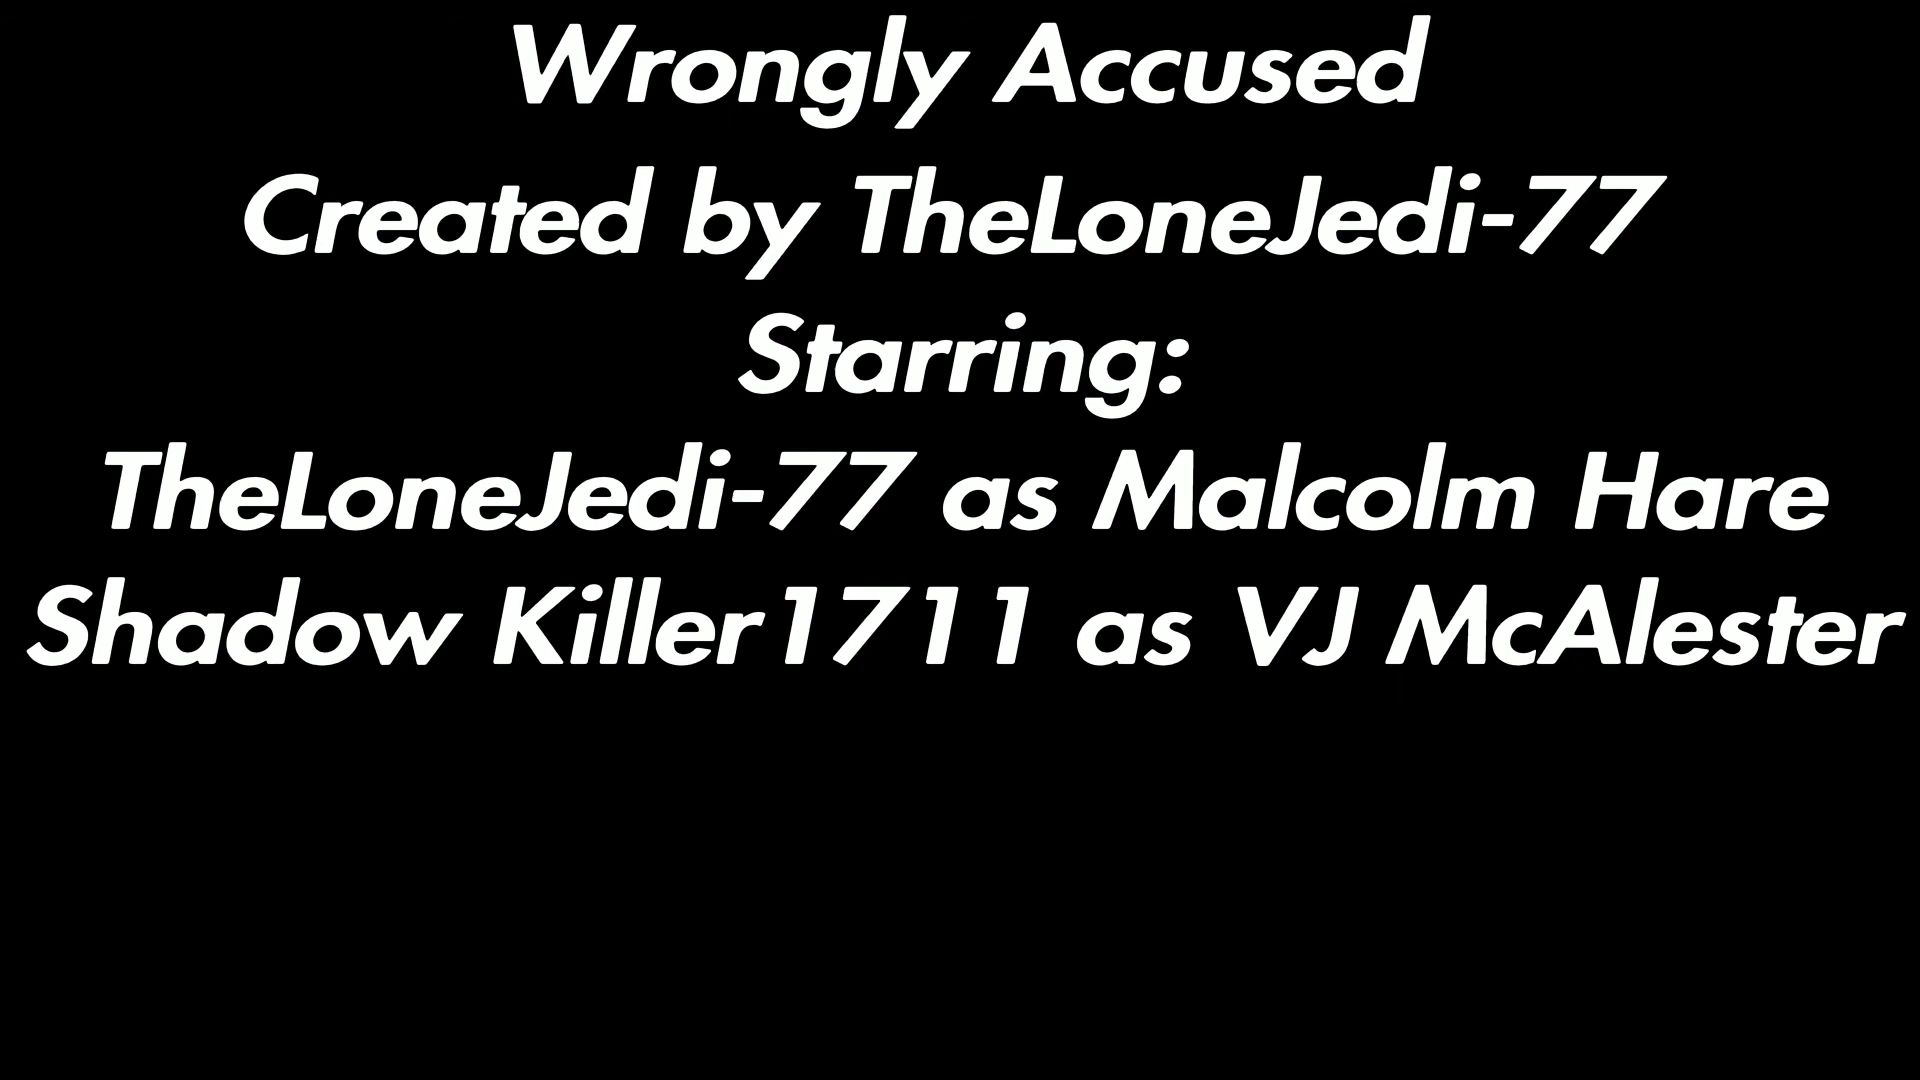 Wrongly Accused
Created by TheLoneJedi-77
Starring:
TheLoneJedi-77 as Malcolm Hare
Shadow Killer1711 as VJ McAlester